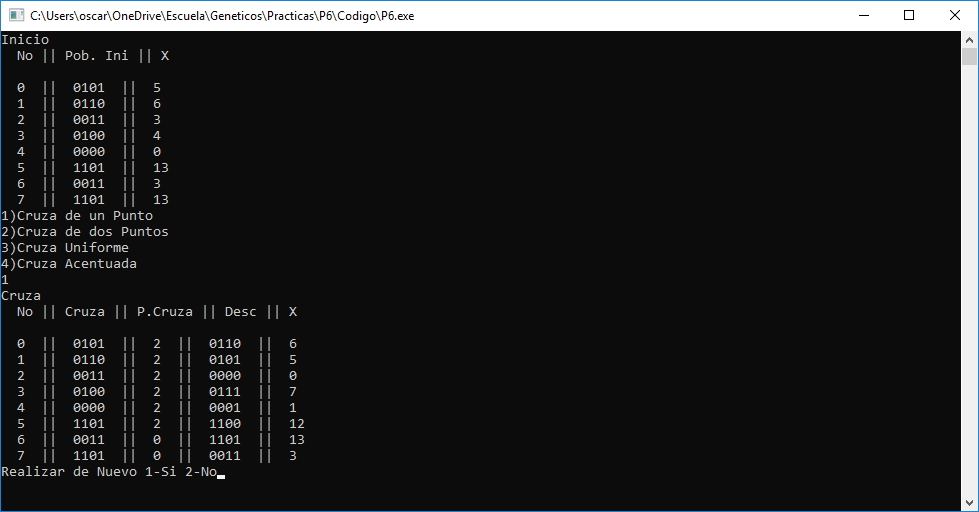 C:\Users\oscar\OneDrive\Escuela\Geneticos\Practicas\P6\Codigo\P6.exe
Inicio
No || Pob. Ini || X
0 || 0101 || 5
1 || 0110 || 6
2 || 0011 || 3
3 || 0100 || 4
4 || 0000 || 0
5 || 1101 || 13
6 || 0011 || 3
7 || 1101 || 13
1)Cruza de un Punto
2)Cruza de dos Puntos
3)Cruza Uniforme
4)Cruza Acentuada
1
Cruza
No || Cruza || P.Cruza || Desc || X
0 || 0101 || 2 || 0110 || 6
1 || 0110 || 2 || 0101 || 5
2 || 0011 || 2 || 0000 || 0
3 || 0100 || 2 || 0111 || 7
4 || 0000 || 2 || 0001 || 1
5 || 1101 || 2 || 1100 || 12
6 || 0011 || 0 || 1101 || 13
7 || 1101 || 0 || 0011 || 3
Realizar de Nuevo 1-Si 2-No